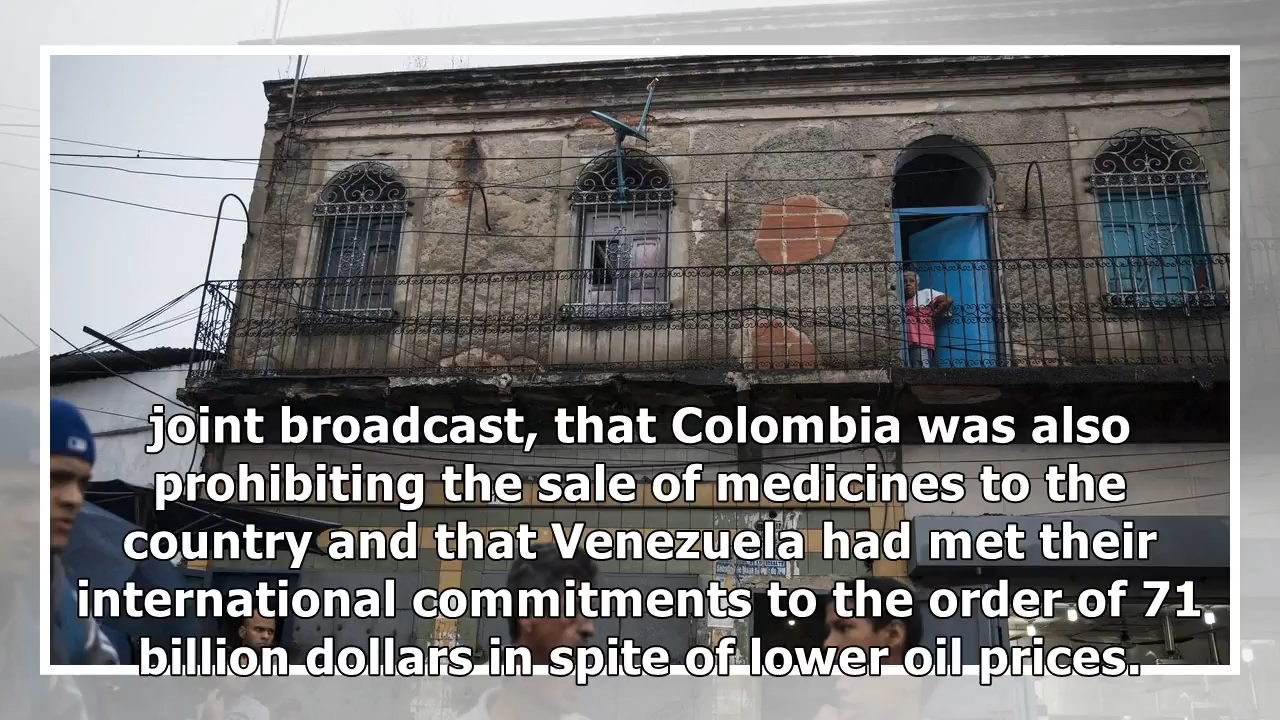 joint broadcast, that Colombia was also
prohibiting the sale of medicines to the
country and that Venezuela had met their
international commitments to the order of 71
billion dollars in spite of lower oil prices.